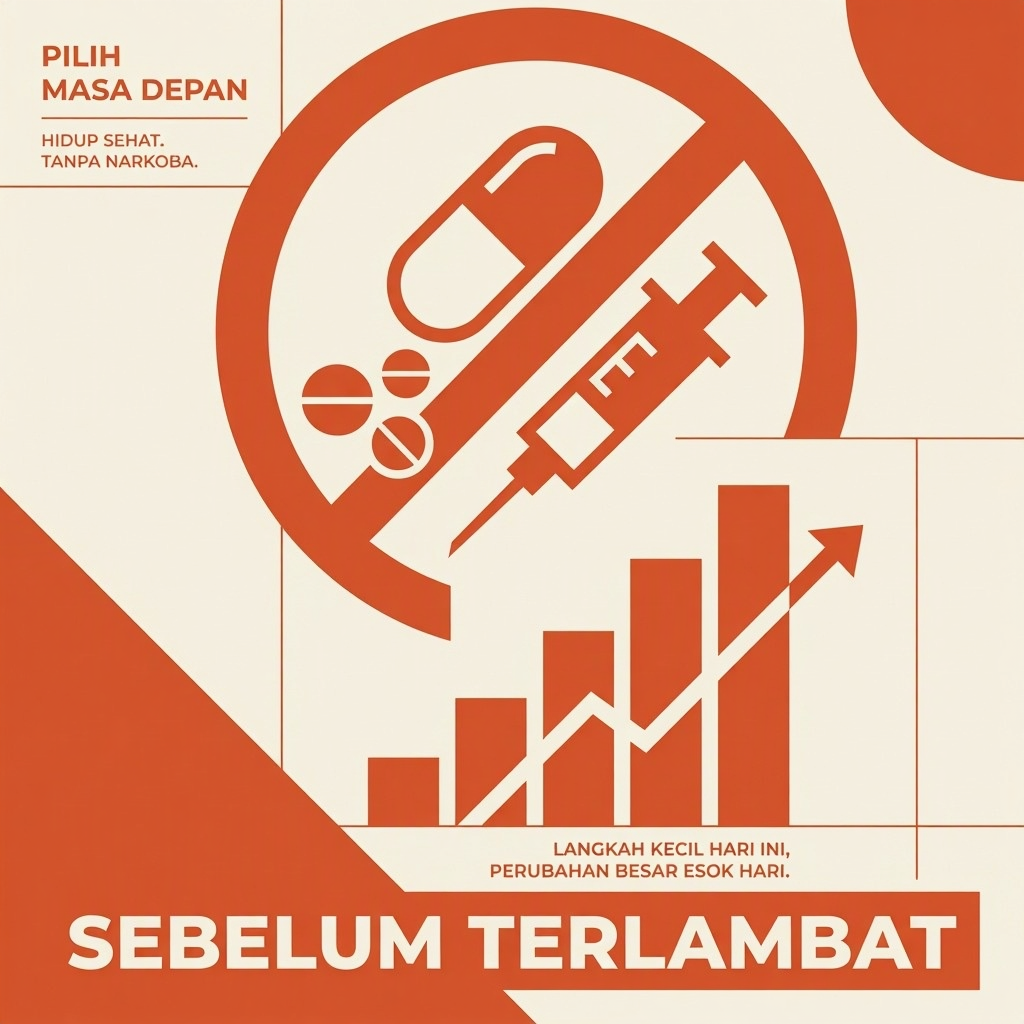 PILIH
MASA DEPAN
HIDUP SEHAT.
TANPA NARKOBA.
LANGKAH KECIL HARI INI,
PERUBAHAN BESAR ESOK HARI.
SEBELUM TERLAMBAT